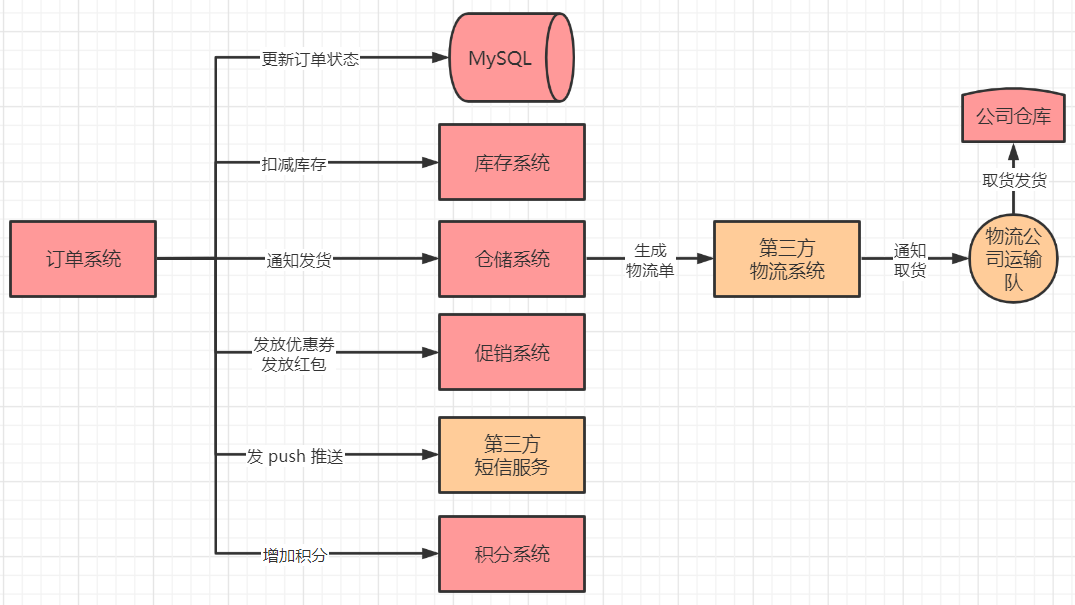 更新订单状态
MySQL
公司仓库
扣减库存
库存系统
取货发货
订单系统
通知发货
仓储系统
生成
物流单
第三方
物流系统
通知
取货
物流公
司运输
队
发放优惠券
发放红包
促销系统
发 push 推送
第三方
短信服务
增加积分
积分系统